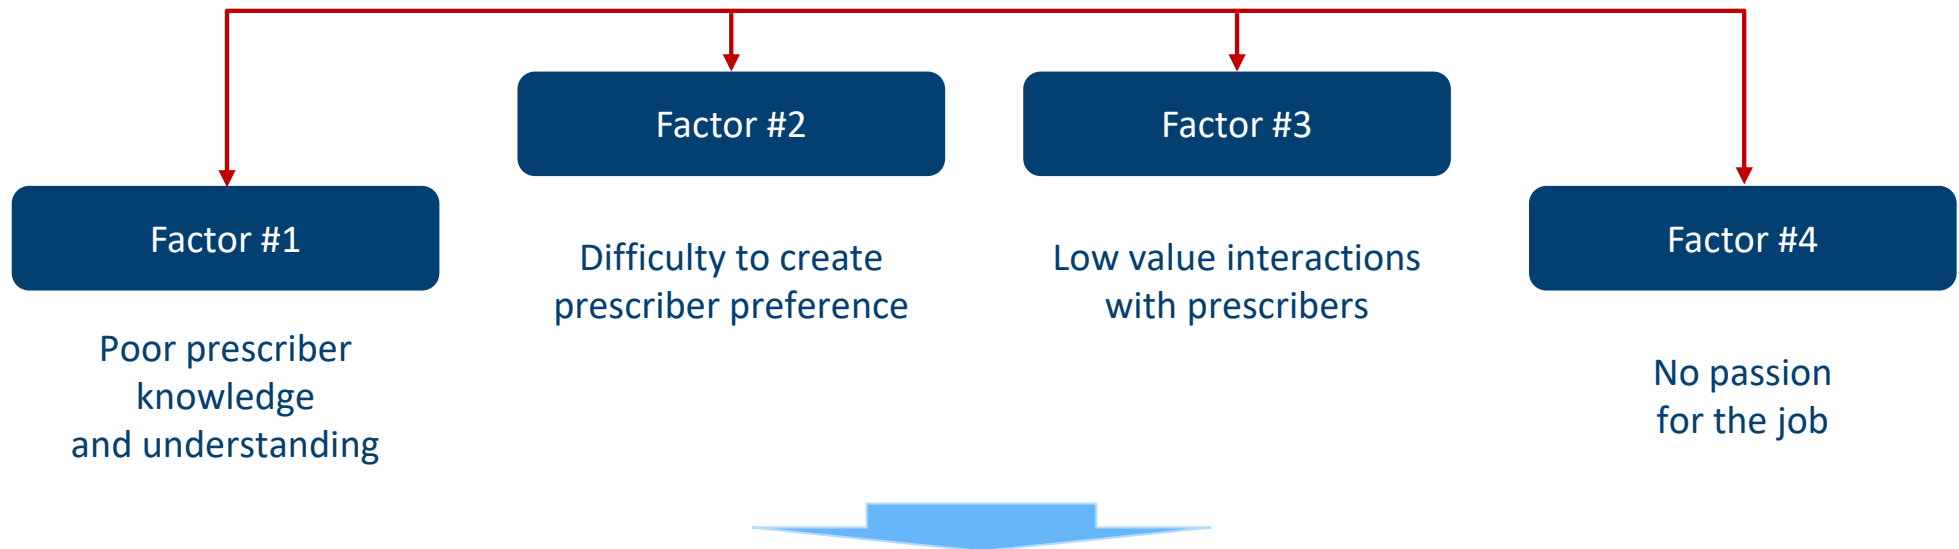 Factor #1
Poor prescriber
knowledge
and understanding
Factor #2
Difficulty to create
prescriber preference
Factor #3
Low value interactions
with prescribers
Factor #4
No passion
for the job